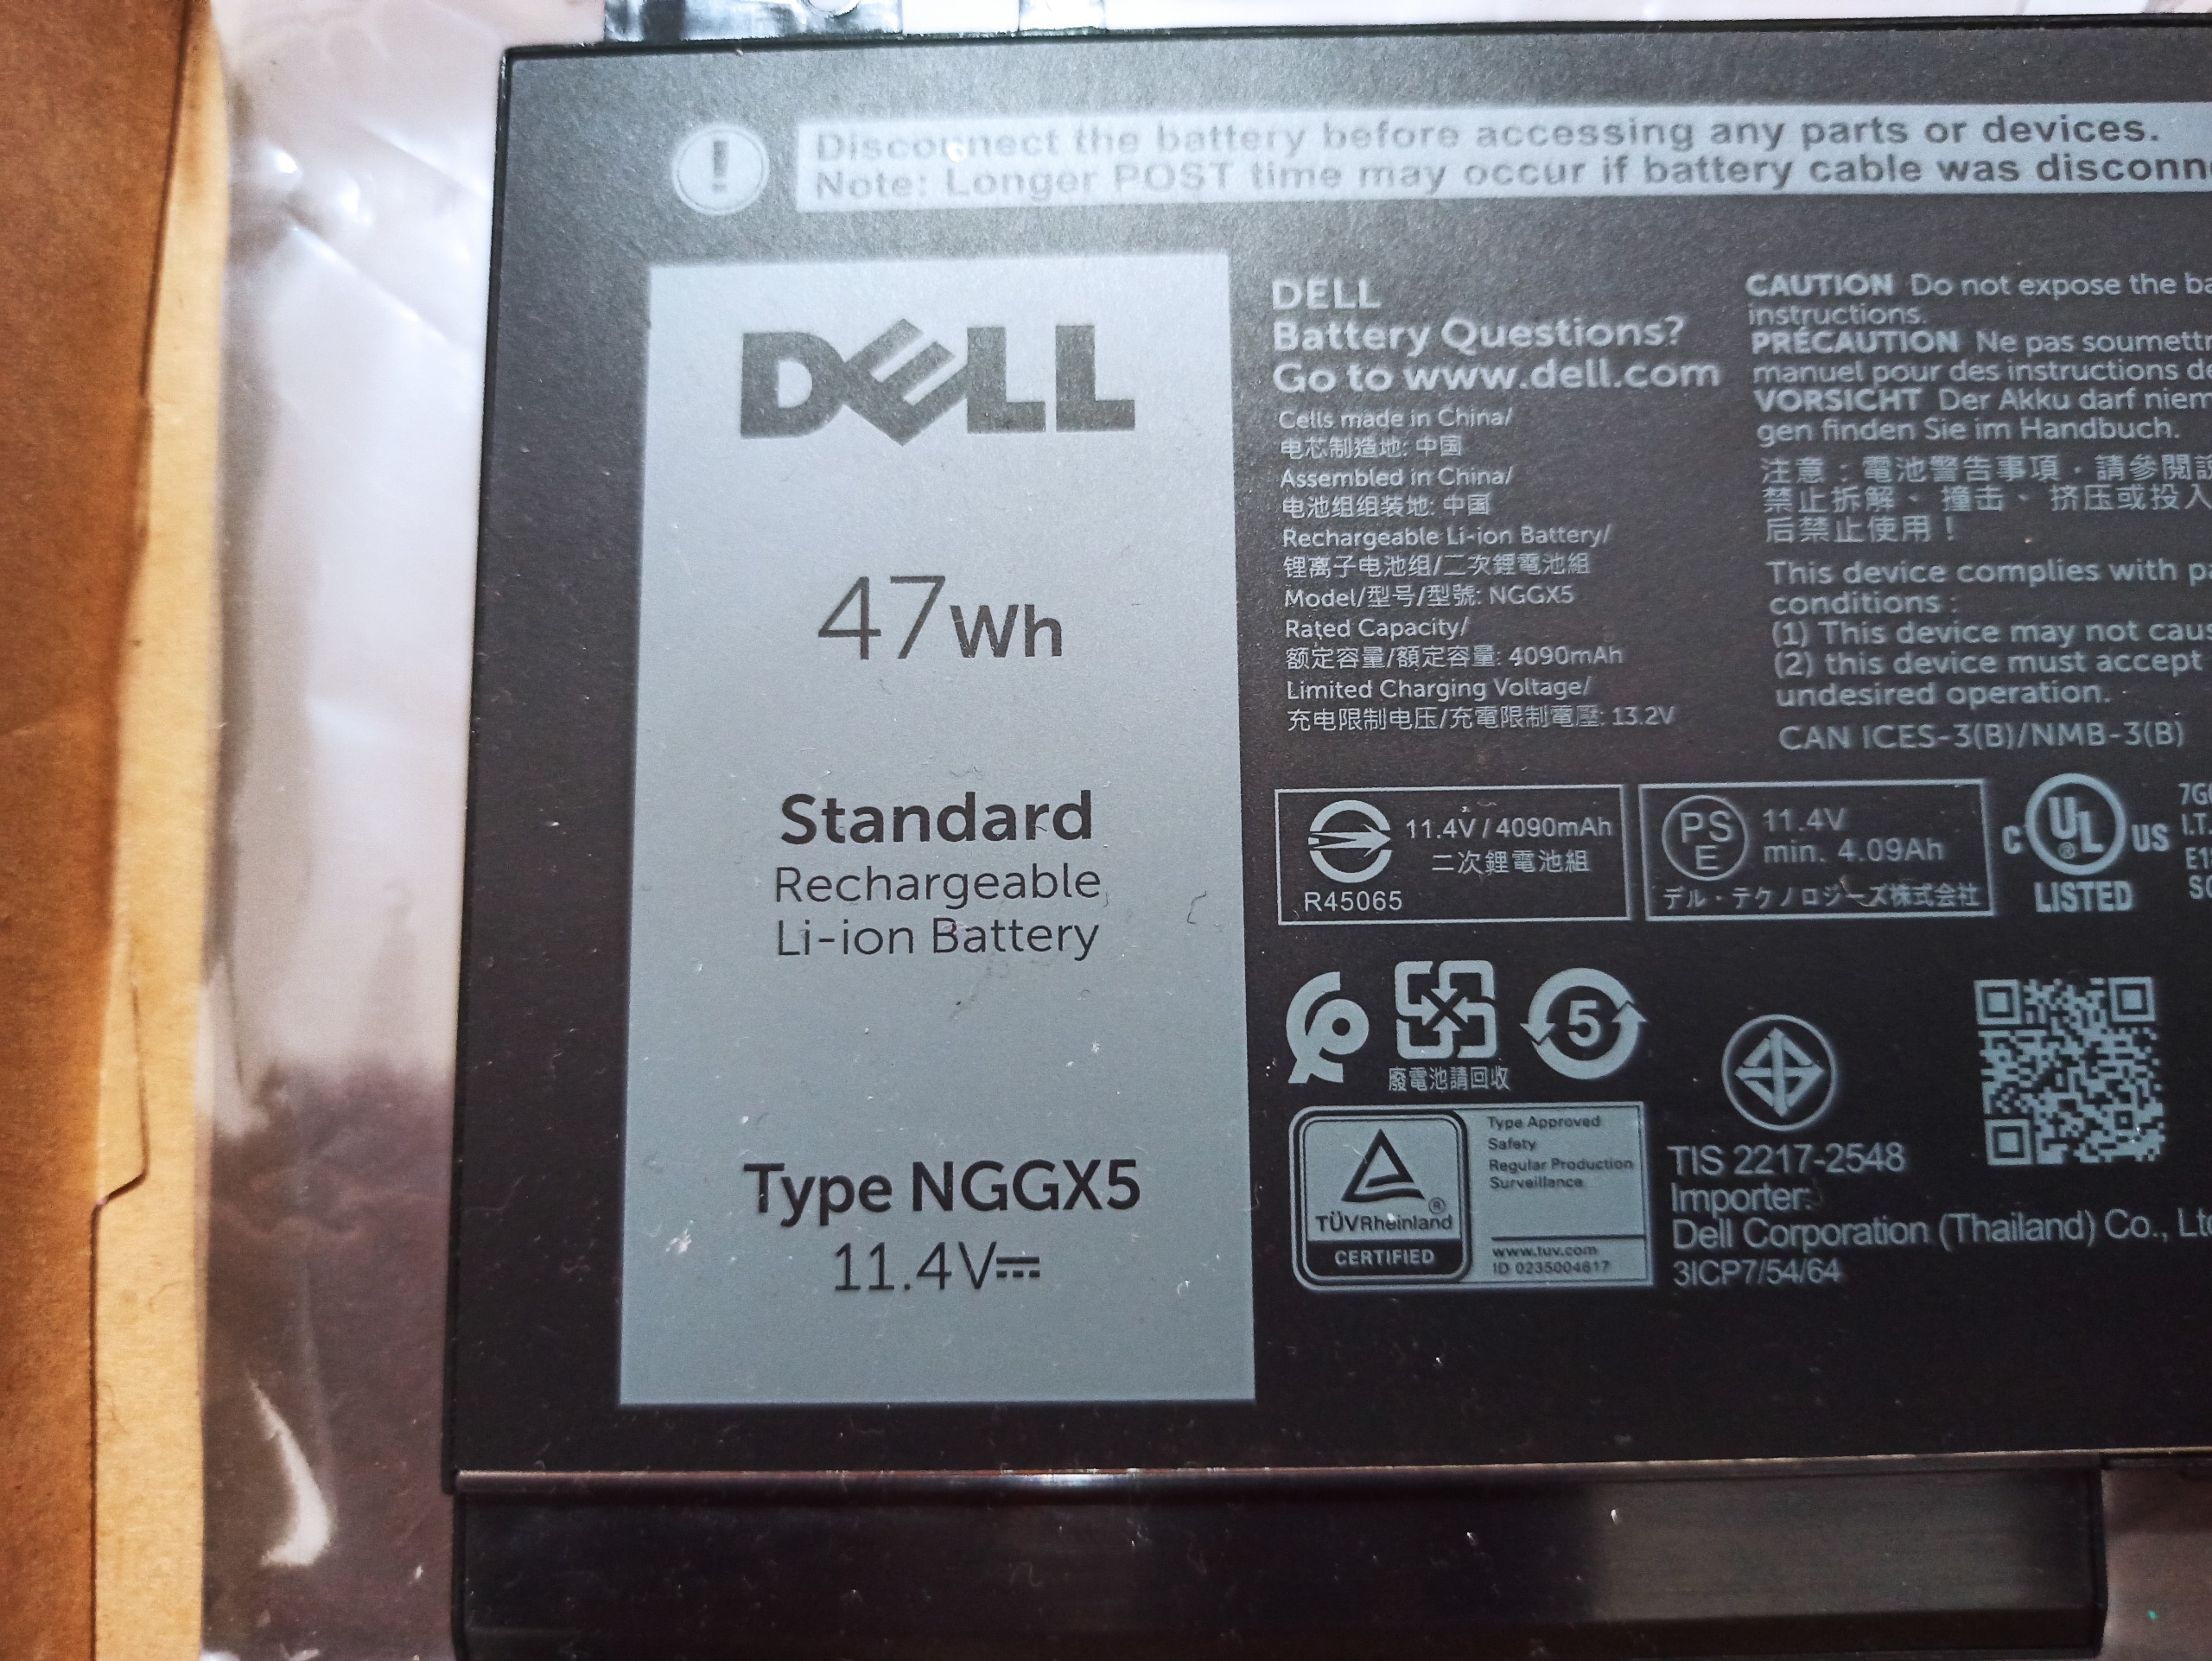 Disconnect the battery before accessing any parts or devices.
Note: Longer POST time may occur if battery cable was disconn
DELL
47Wh
Standard
Rechargeable
Li-ion Battery
Type NGGX5
11.4V
DELL
Battery Questions?
Go to www.dell.com
Cells made in China/
电芯制造地: 中国
Assembled in China/
电池组组装地: 中国
Rechargeable Li-ion Battery/
锂离子电池组/二次鋰電池組
Model/型号/型號: NGGX5
Rated Capacity/
额定容量/額定容量: 4090mAh
Limited Charging Voltage/
充电限制电压/充電限制電壓: 13.2V
CAUTION Do not expose the ba
instructions.
PRÉCAUTION Ne pas soumettr
manuel pour des instructions de
VORSICHT Der Akku darf niem
gen finden Sie im Handbuch.
注意：電池警告事項，請參閱說
禁止拆解、撞击、挤压或投入
后禁止使用！
This device complies with pa
conditions :
(1) This device may not caus
(2) this device must accept
undesired operation.
CAN ICES-3(B)/NMB-3(B)
11.4V / 4090mAh
二次鋰電池組
R45065
PS
E
11.4V
min. 4.09Ah
デル・テクノロジーズ株式会社
C UL ® US
LISTED
I.T.
5
廢電池請回收
TÜVRheinland ®
CERTIFIED
Type Approved
Safety
Regular Production
Surveillance
www.tuv.com
ID 0235004617
TIS 2217-2548
Importer:
Dell Corporation (Thailand) Co., Ltd
3ICP7/54/64